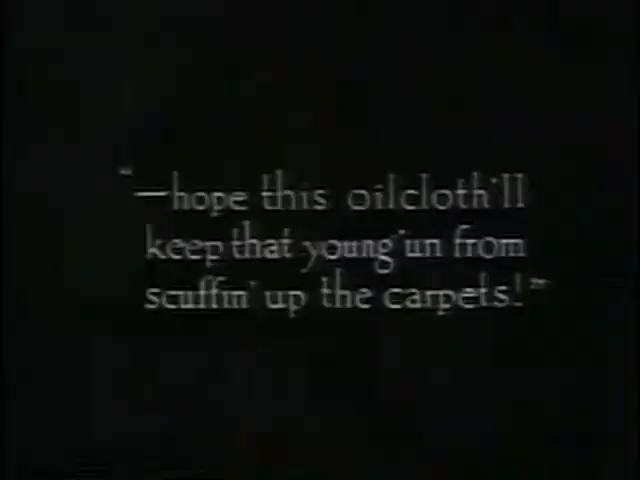 "—hope this oilcloth'll
keep that young'un from
scuffin' up the carpets!"